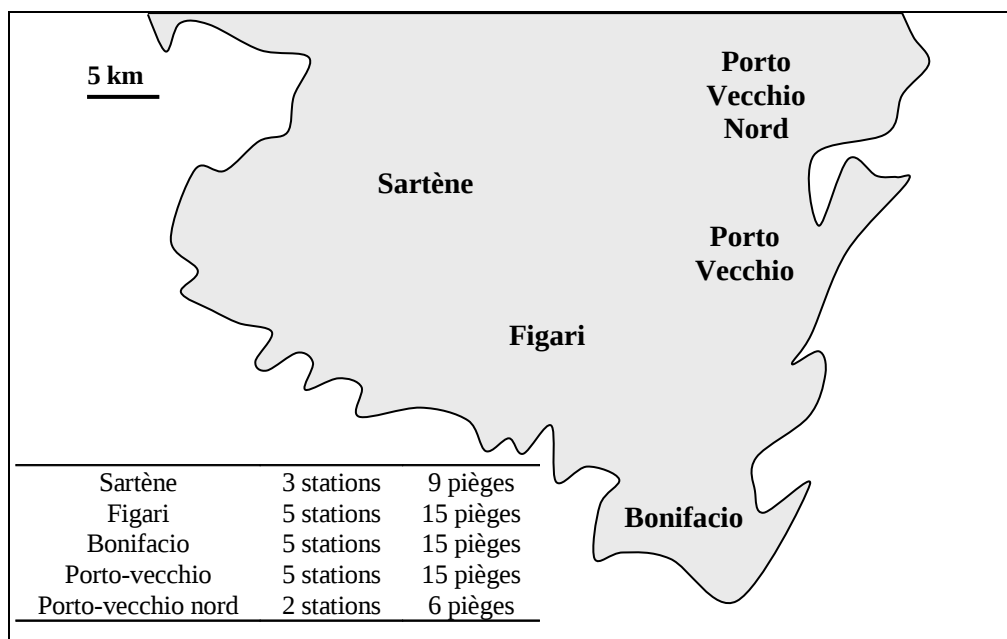 Porto
Vecchio
Nord
5 km
Sartène
Porto
Vecchio
Figari
Sartène 3 stations 9 pièges
Figari 5 stations 15 pièges
Bonifacio 5 stations 15 pièges
Porto-vecchio 5 stations 15 pièges
Porto-vecchio nord 2 stations 6 pièges
Bonifacio